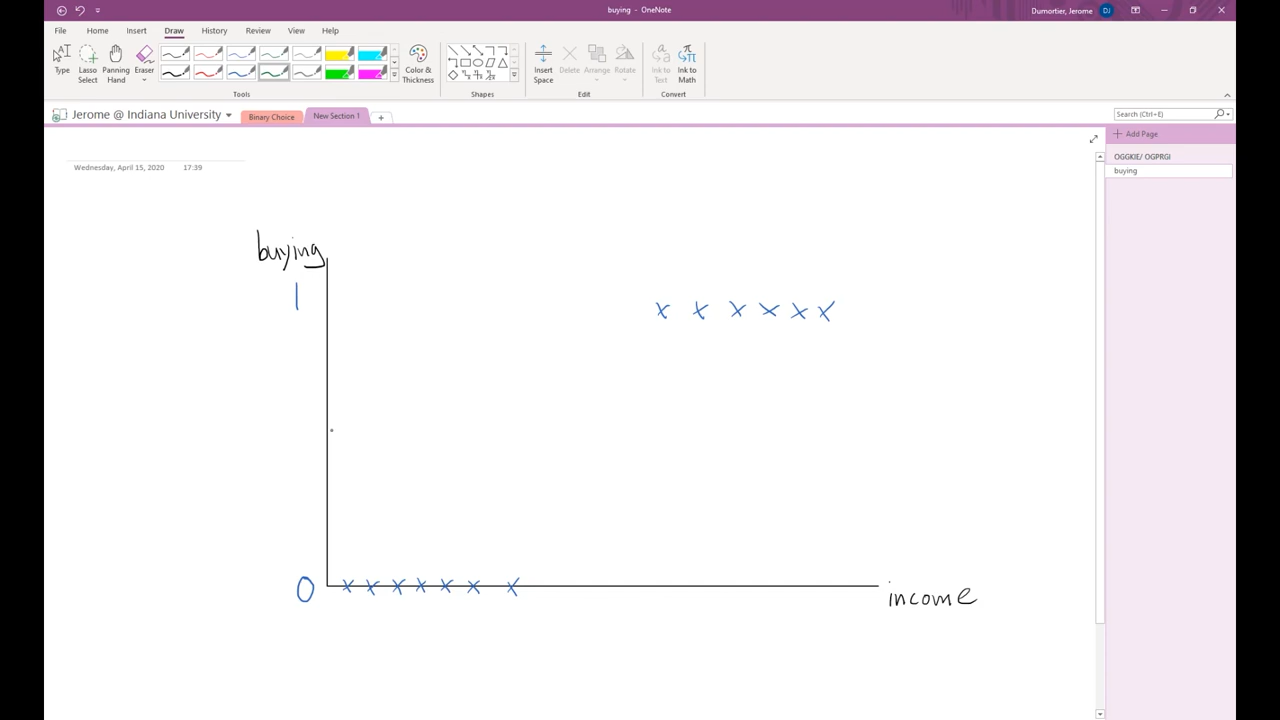 buying - OneNote
Dumortier, Jerome DJ
File Home Insert Draw History Review View Help
Type
Lasso Select
Panning Hand
Eraser
Color & Thickness
Insert Space
Delete
Arrange
Rotate
Ink to Text
Ink to Math
Tools Shapes Edit Convert
Jerome @ Indiana University Binary Choice New Section 1
Search (Ctrl+E)
Add Page
OGGKIE/ OGPRGI
buying
Wednesday, April 15, 2020 17:39
buying
1
x x x x x x
0 x x x x x x x
income